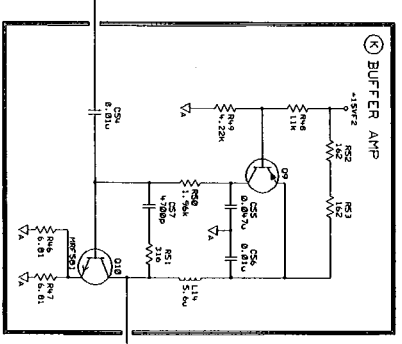 K BUFFER AMP
+15VF2
R52
162
R53
162
R48
11k
R49
4.22k
A
Q9
C54
0.01u
R50
1.96k
C55
0.047u
C56
0.01u
A
C57
4700p
R51
316
L14
5.6u
R46
6.81
A
MRF581
Q10
R47
6.81
A